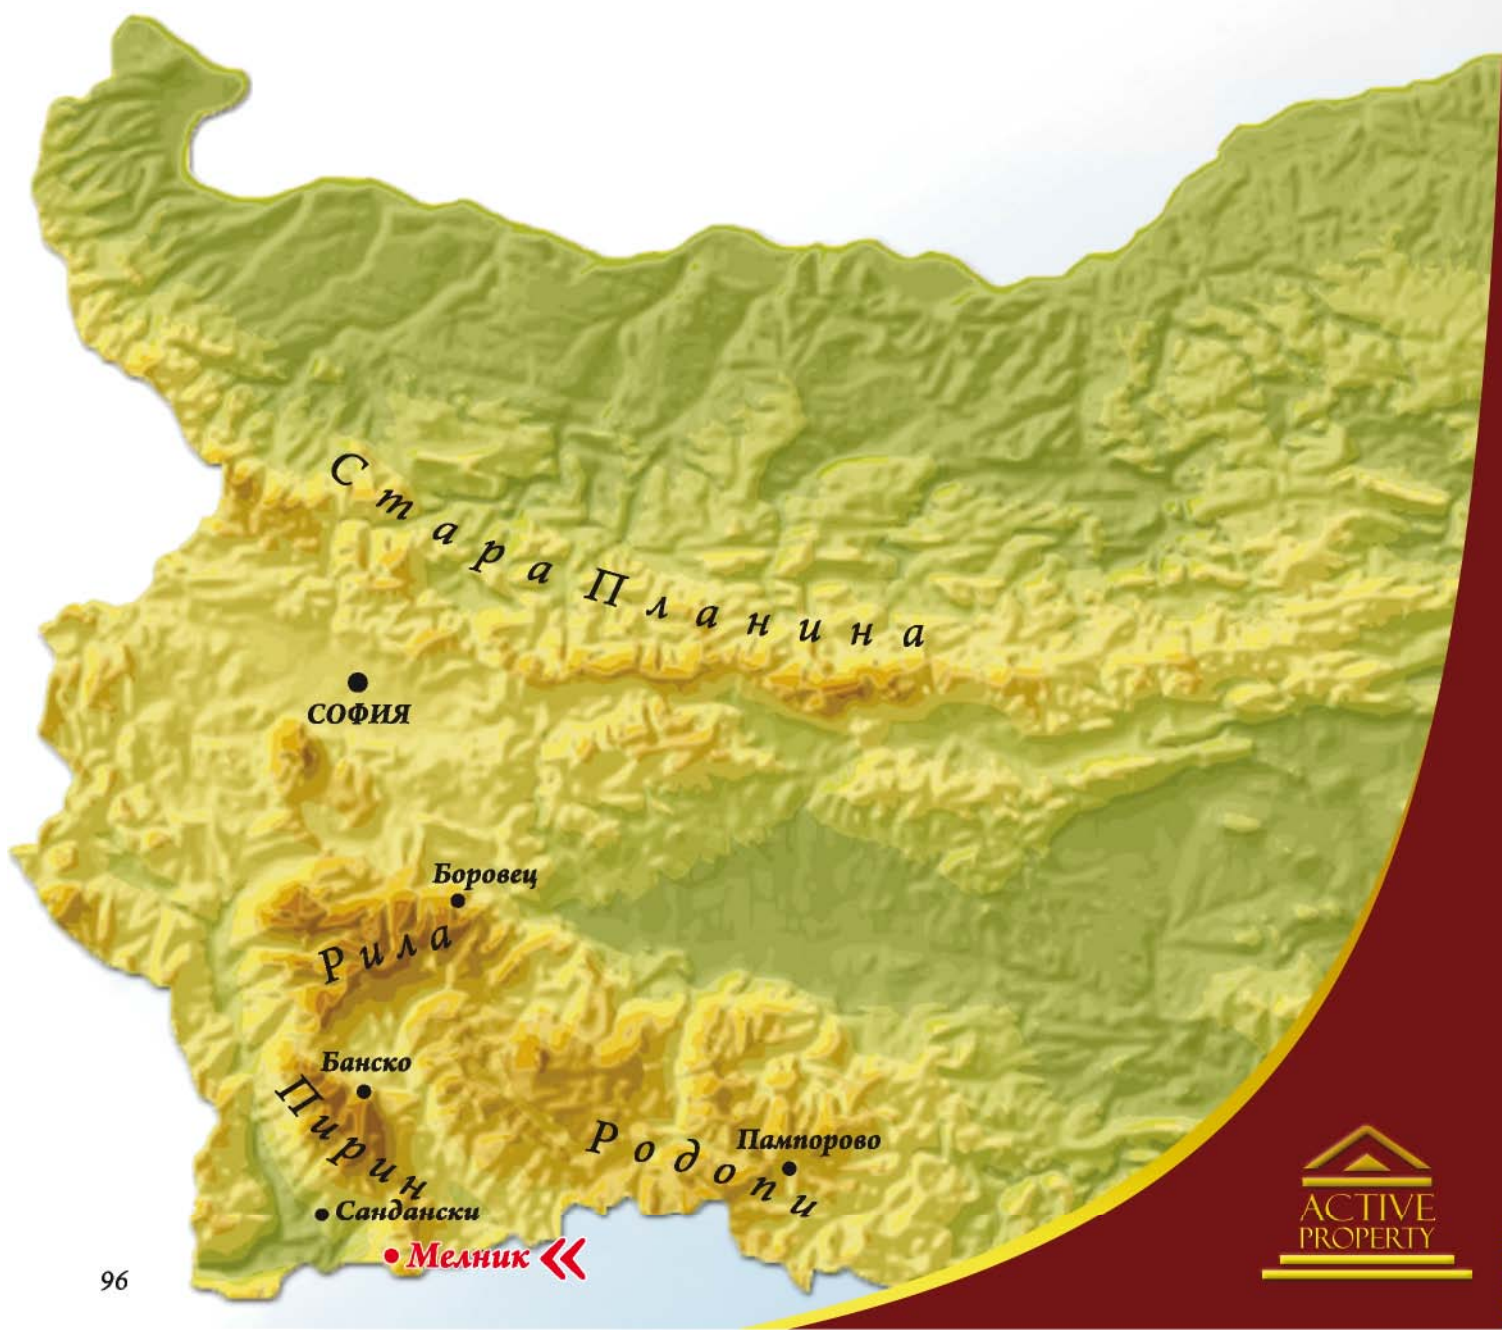 Стара Планина
СОФИЯ
Боровец
Рила
Банско
Пирин
Родопи
Пампорово
Сандански
Мелник
ACTIVE
PROPERTY
96